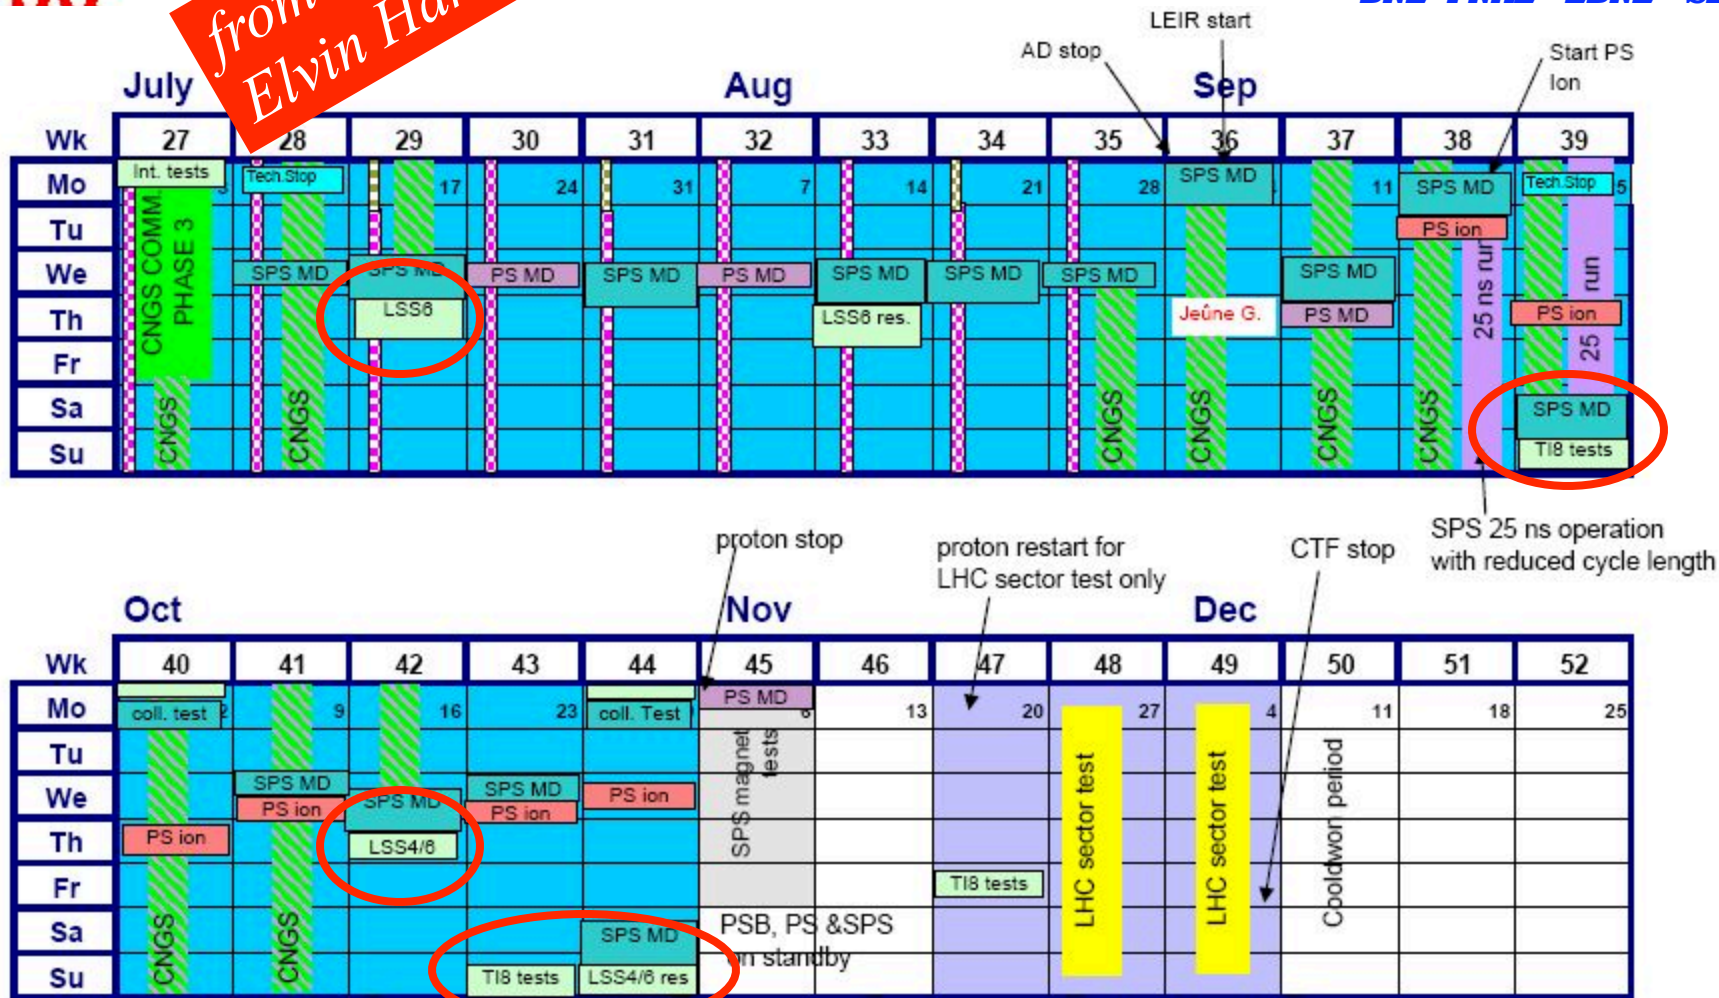 from
Elvin Har
LEIR start
AD stop
Start PS
Ion
July Aug Sep
Wk 27 28 29 30 31 32 33 34 35 36 37 38 39
Mo Int. tests Tech.Stop 17 24 31 7 14 21 28 SPS MD 11 SPS MD Tech.Stop
Tu PS ion
We SPS MD SPS MD PS MD SPS MD PS MD SPS MD SPS MD SPS MD SPS MD
Th LSS6 LSS6 res. Jeûne G. PS MD PS ion
Fr
Sa SPS MD
Su TI8 tests
CNGS COMM.
PHASE 3
CNGS
CNGS
CNGS
CNGS
CNGS
CNGS
25 ns run
25 run
SPS 25 ns operation
with reduced cycle length
proton stop
proton restart for
LHC sector test only
CTF stop
Oct Nov Dec
Wk 40 41 42 43 44 45 46 47 48 49 50 51 52
Mo coll. test 2 9 16 23 coll. Test PS MD 6 13 20 27 4 11 18 25
Tu
We SPS MD SPS MD SPS MD PS ion
PS ion PS ion
Th PS ion LSS4/6
Fr TI8 tests
Sa SPS MD
Su TI8 tests LSS4/6 res
CNGS
CNGS
SPS magnet
tests
PSB, PS &SPS
on standby
LHC sector test
LHC sector test
Cooldwon period